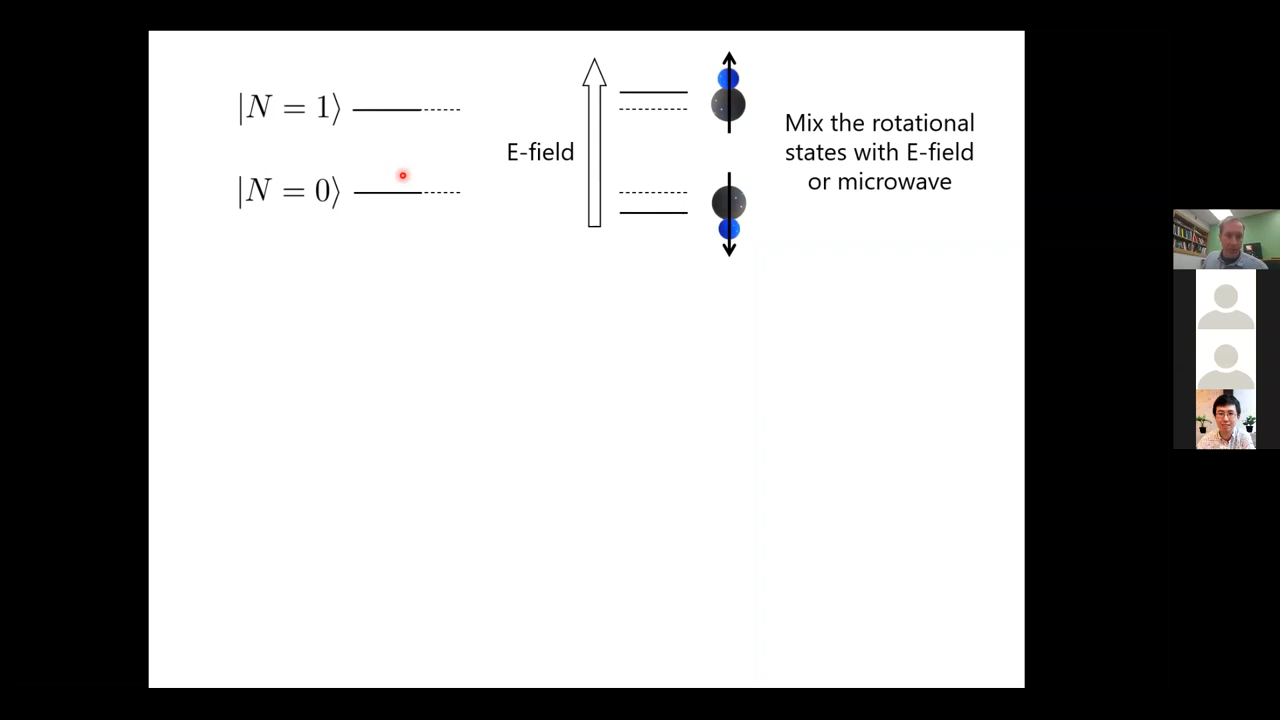 |N = 1⟩
|N = 0⟩
E-field
Mix the rotational
states with E-field
or microwave